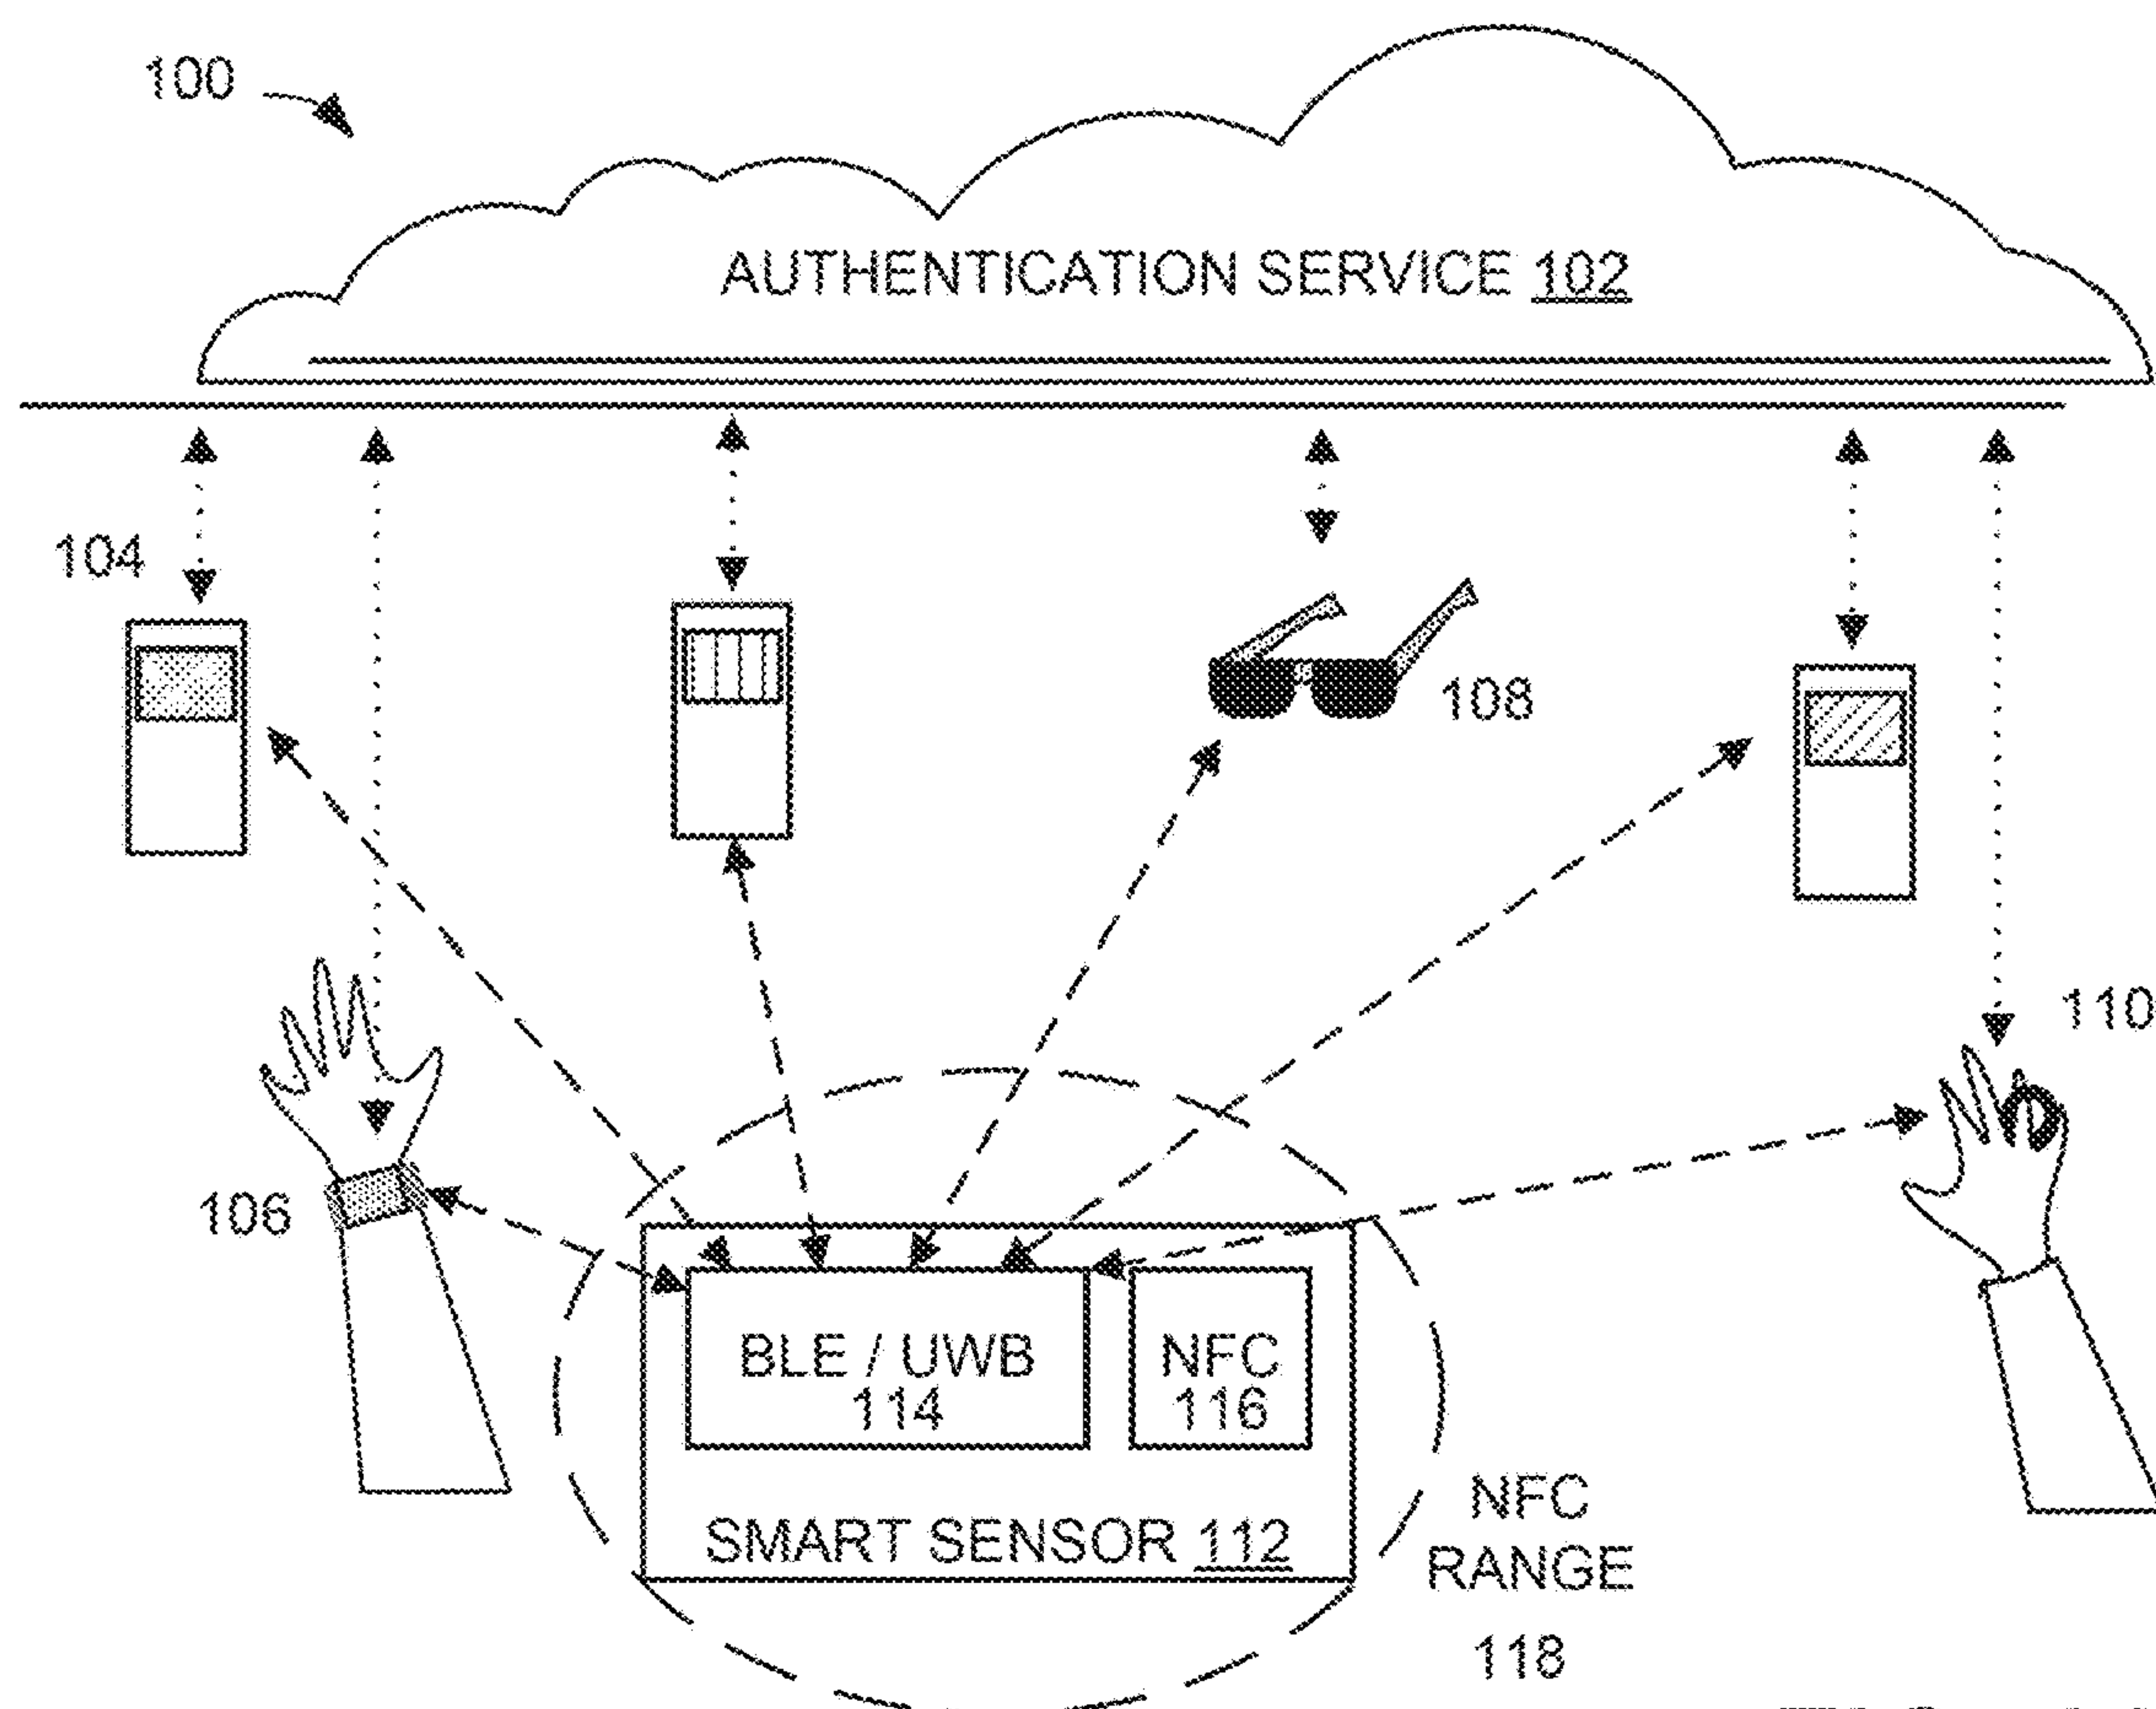 100
AUTHENTICATION SERVICE 102
104
108
110
106
BLE / UWB
114
NFC
116
SMART SENSOR 112
NFC
RANGE
118